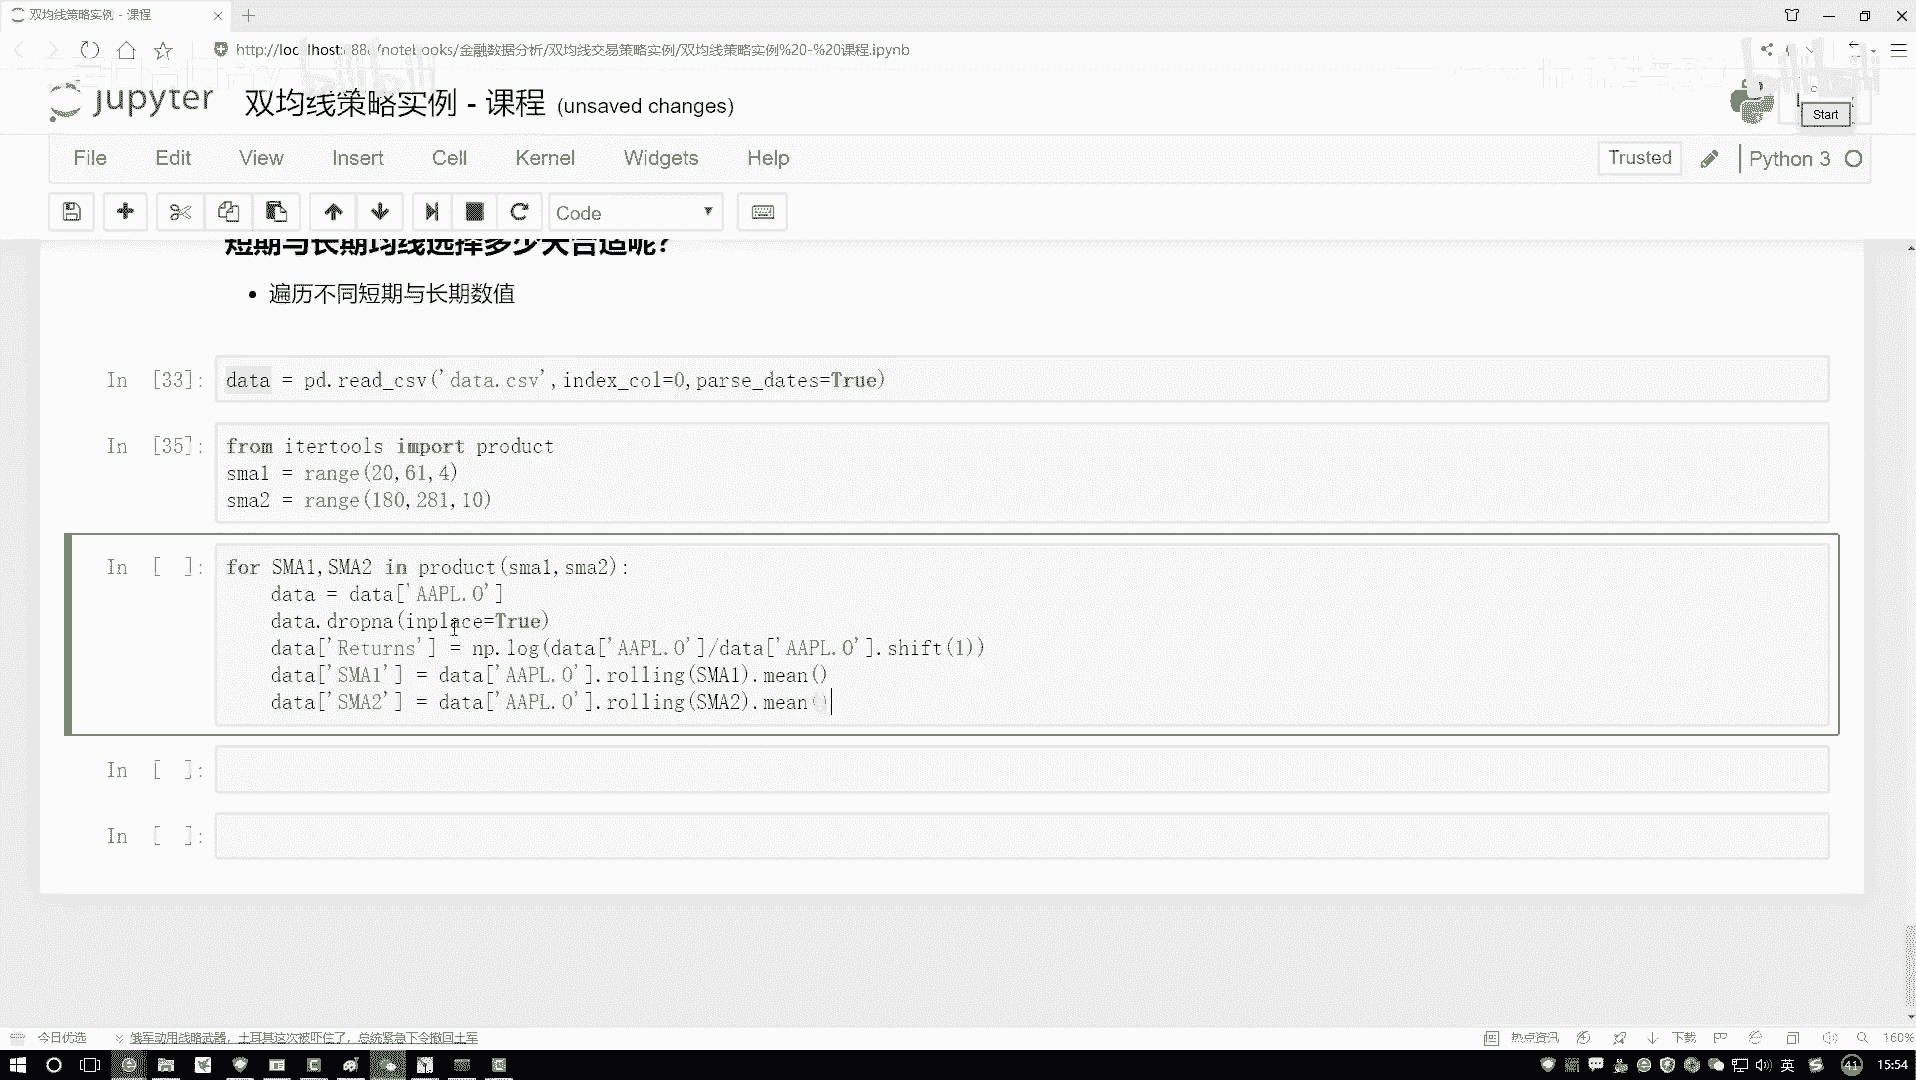 双均线策略实例 - 课程
http://localhost:888/notebooks/金融数据分析/双均线交易策略实例/双均线策略实例%20-%20课程.ipynb
jupyter 双均线策略实例 - 课程 (unsaved changes)
Start
File Edit View Insert Cell Kernel Widgets Help
Trusted Python 3
Code
短期与长期均线选择多少天合适呢?
• 遍历不同短期与长期数值
In [33]: data = pd.read_csv('data.csv',index_col=0,parse_dates=True)
In [35]: from itertools import product
sma1 = range(20,61,4)
sma2 = range(180,281,10)
In [ ]: for SMA1,SMA2 in product(sma1,sma2):
data = data['AAPL.O']
data.dropna(inplace=True)
data['Returns'] = np.log(data['AAPL.O']/data['AAPL.O'].shift(1))
data['SMA1'] = data['AAPL.O'].rolling(SMA1).mean()
data['SMA2'] = data['AAPL.O'].rolling(SMA2).mean()
In [ ]:
In [ ]:
今日优选 俄军动用战略武器，土耳其这次被吓住了，总统紧急下令撤回土军
热点资讯 下载 160%
英 41 15:54